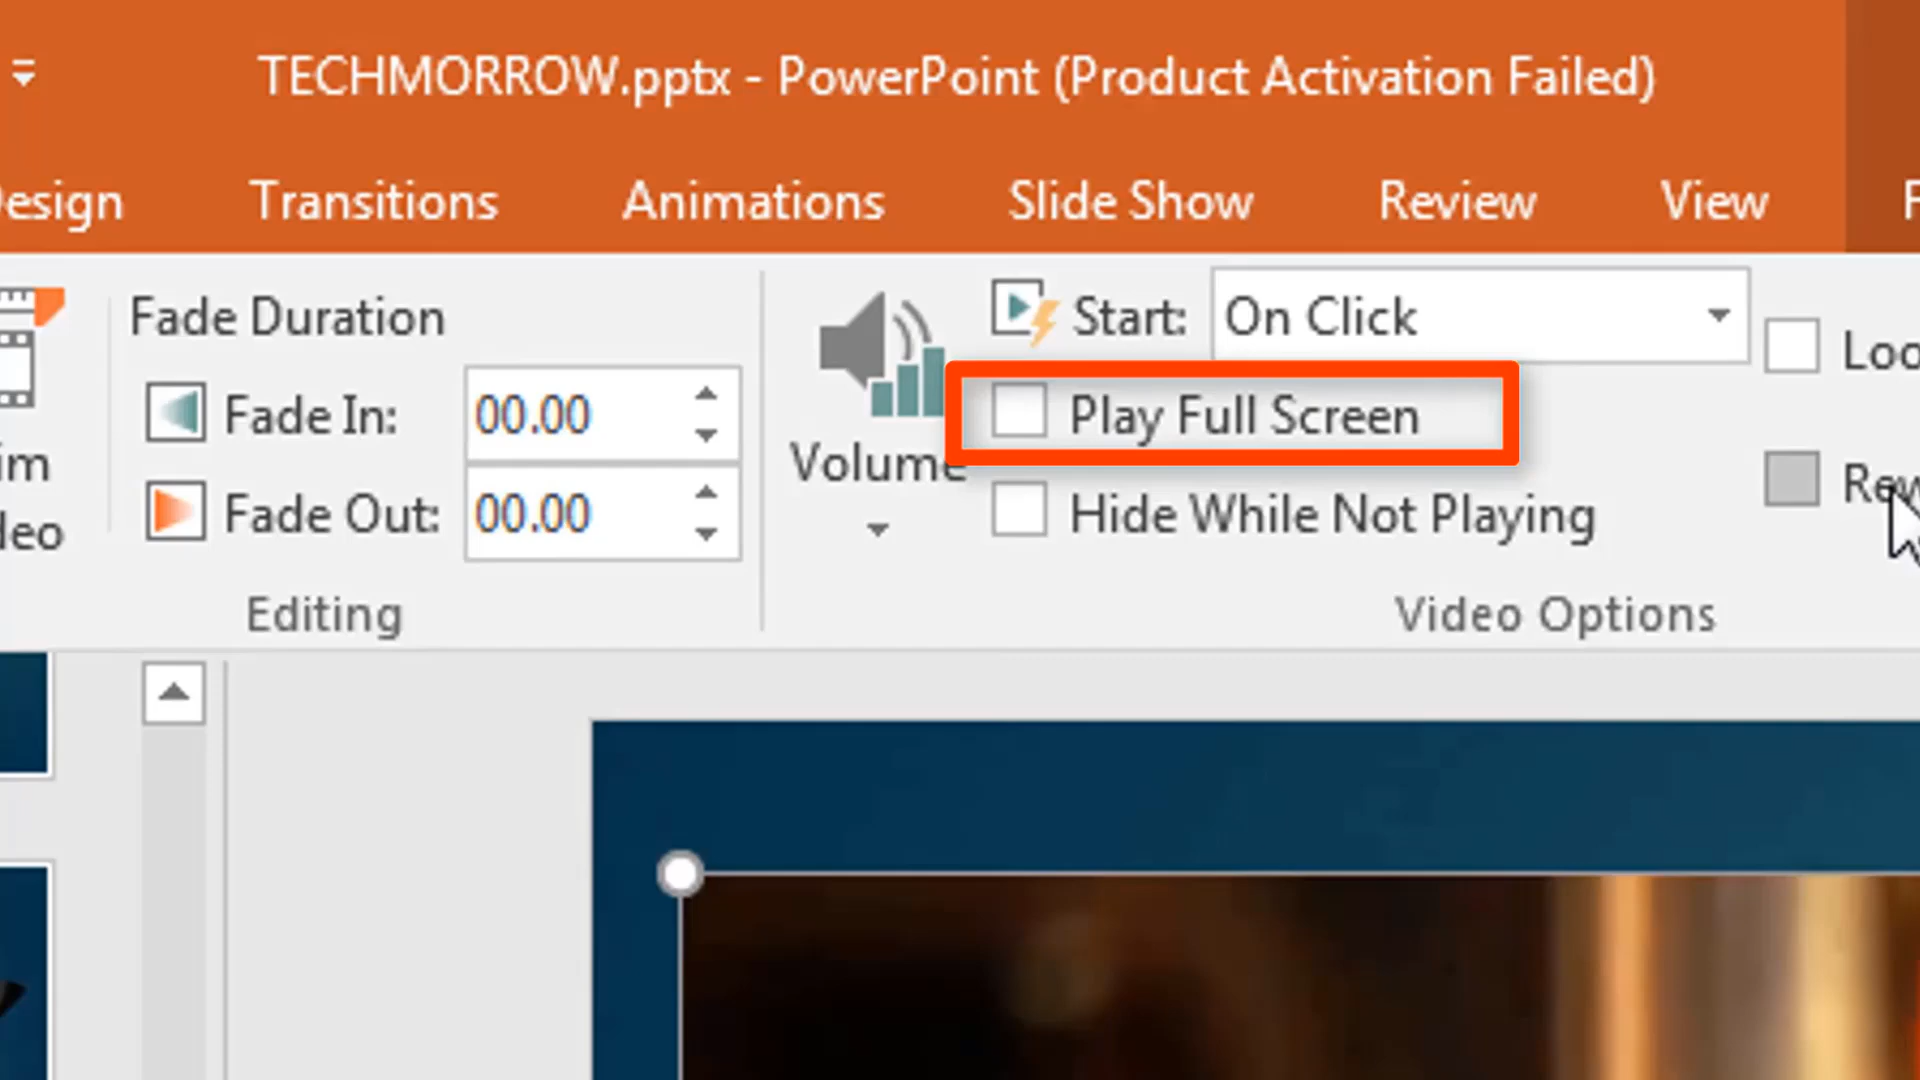 TECHMORROW.pptx - PowerPoint (Product Activation Failed)
Transitions Animations Slide Show Review View
Fade Duration
Fade In: 00.00
Fade Out: 00.00
Editing
Volume
Start: On Click
Play Full Screen
Hide While Not Playing
Video Options